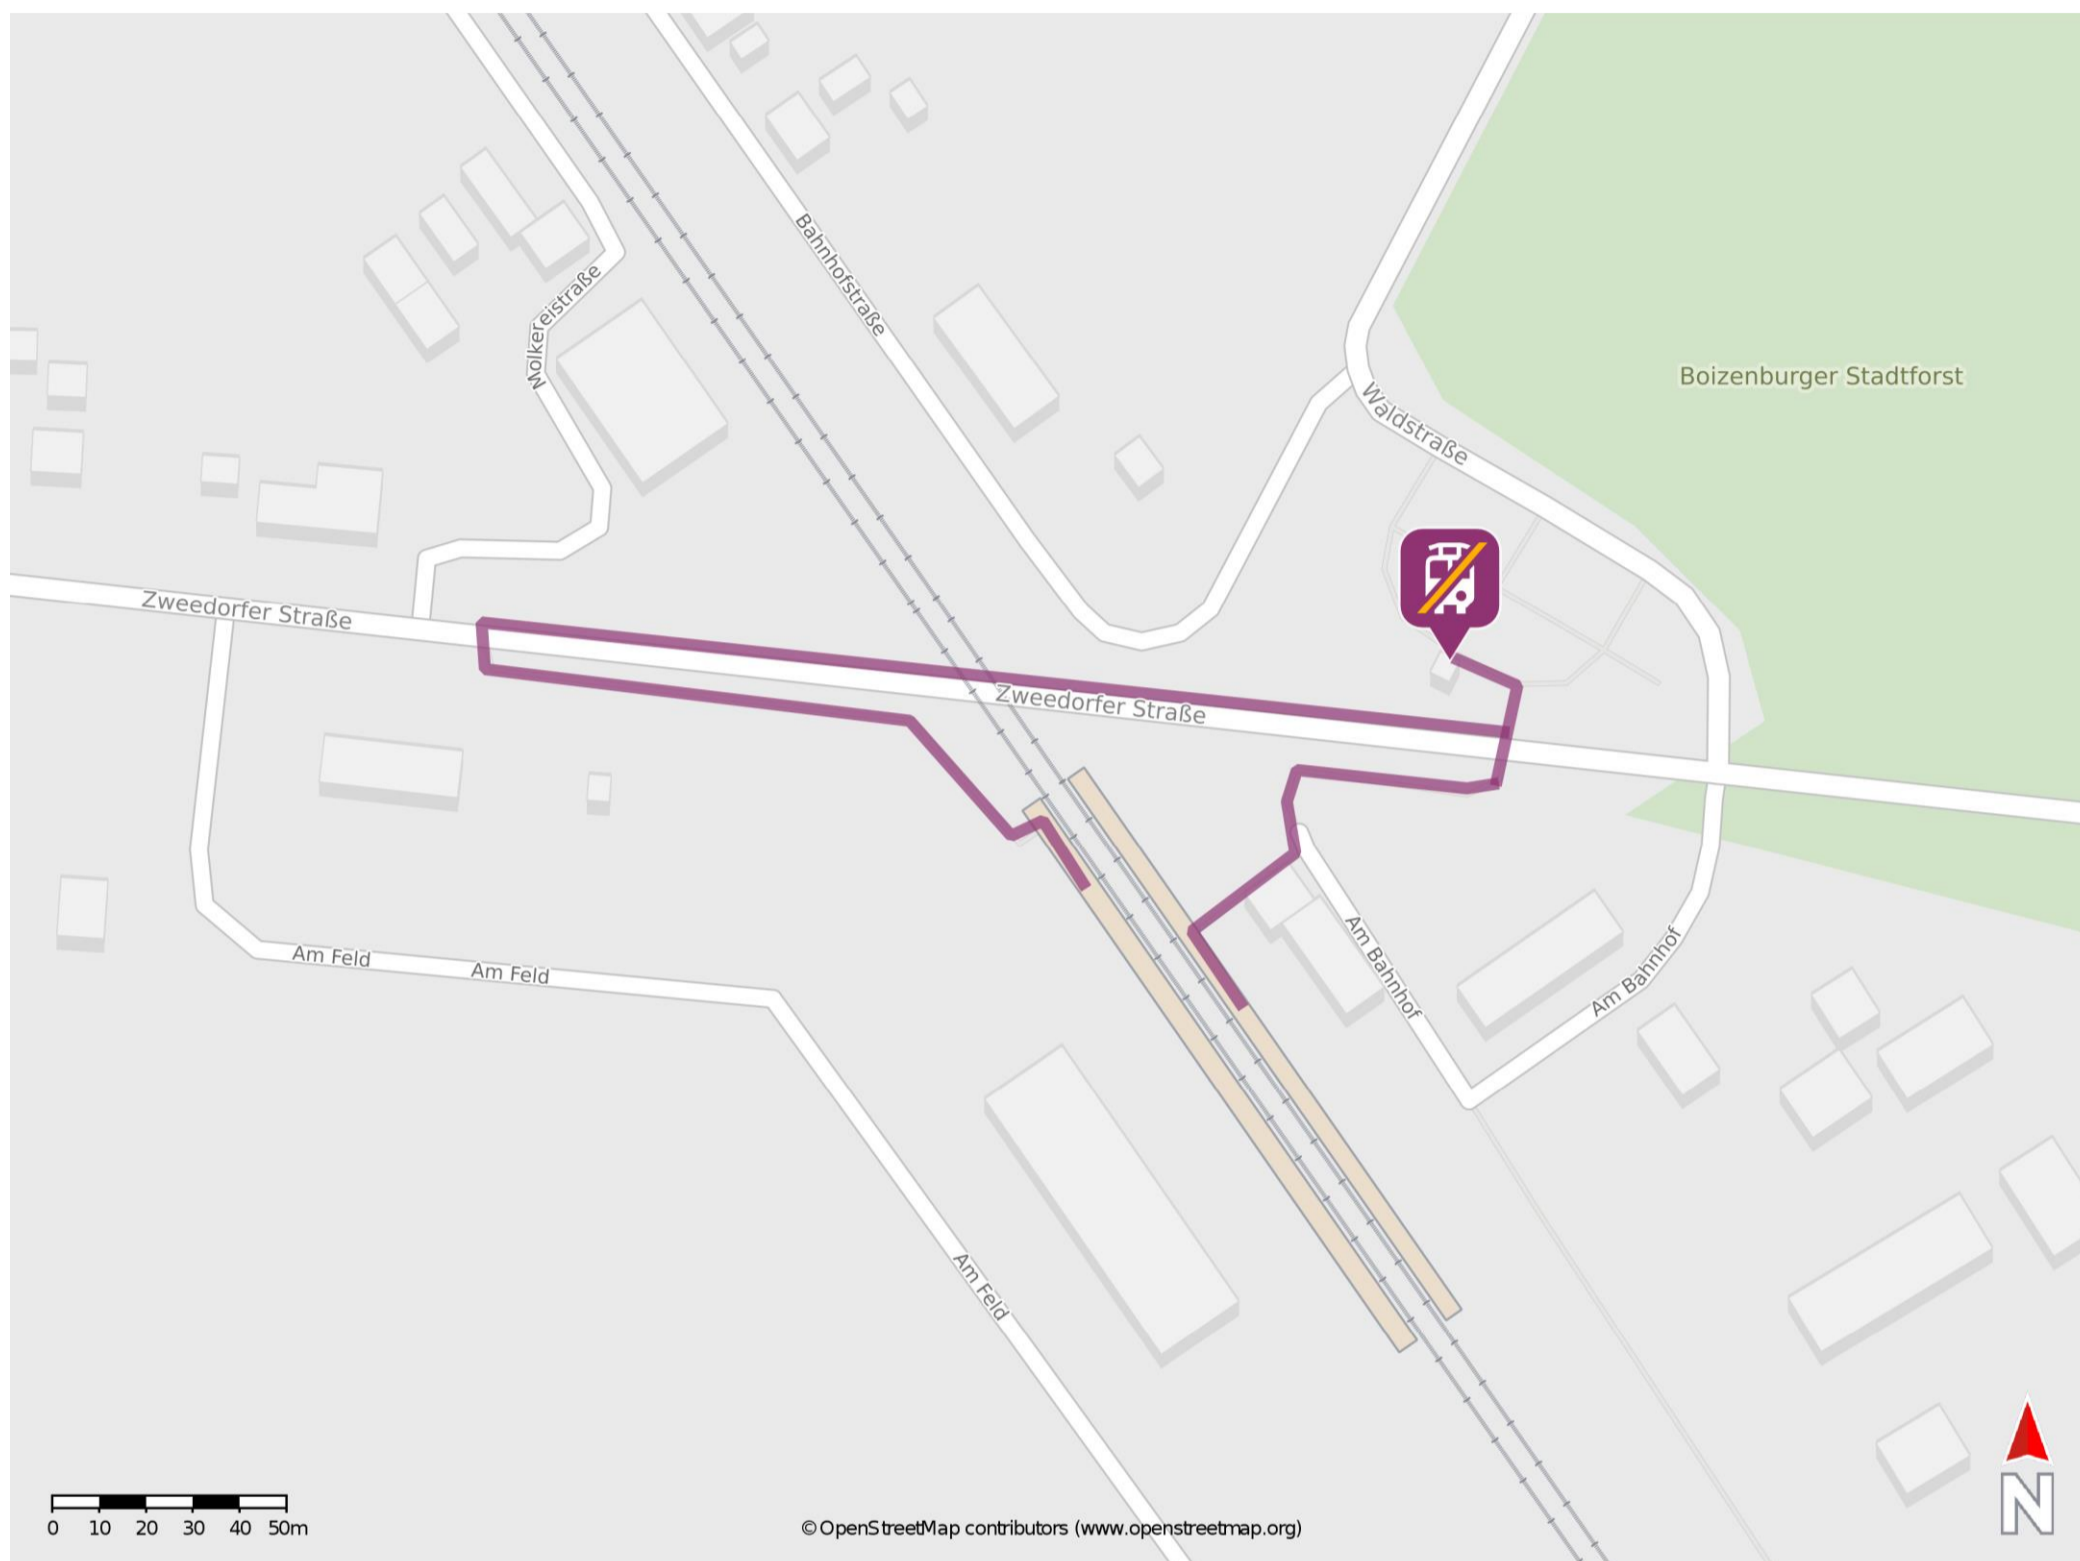 Bahnhofstraße
Molkereistraße
Boizenburger Stadtforst
Waldstraße
Zweedorfer Straße
Zweedorfer Straße
Am Feld
Am Feld
Am Bahnhof
Am Bahnhof
Am Feld
0 10 20 30 40 50m
© OpenStreetMap contributors (www.openstreetmap.org)
N